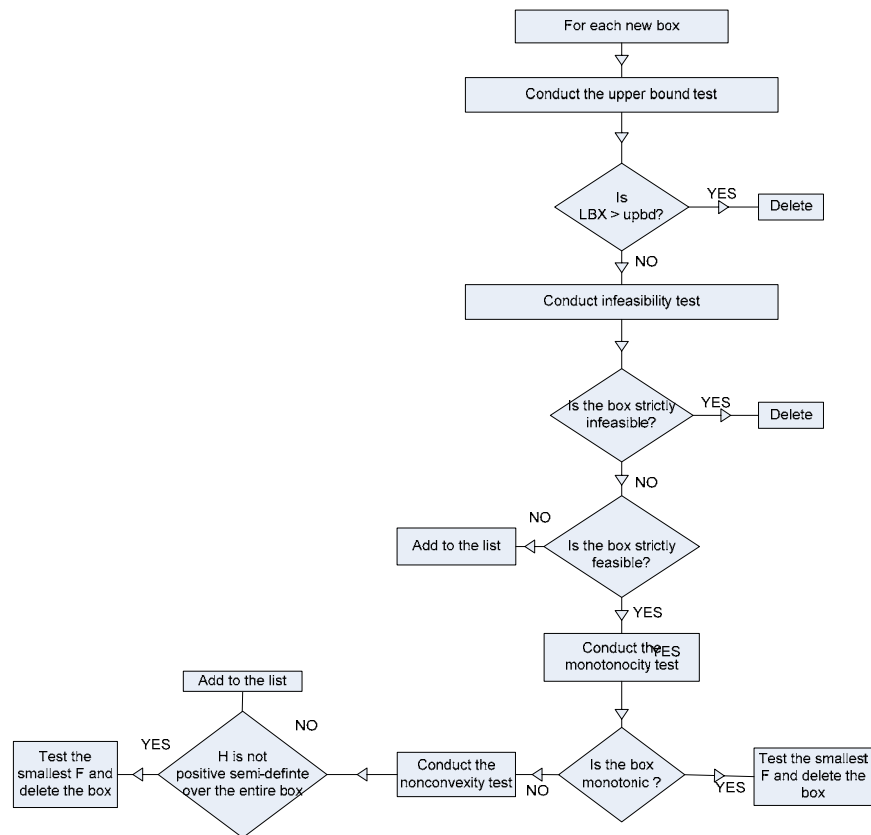 For each new box
Conduct the upper bound test
Is
LBX > upbd?
YES
Delete
NO
Conduct infeasibility test
Is the box strictly
infeasible?
YES
Delete
NO
NO
Add to the list
Is the box strictly
feasible?
YES
Conduct the
monotonocity test
YES
Add to the list
NO
YES
Test the
smallest F and
delete the box
H is not
positive semi-definte
over the entire box
Conduct the
nonconvexity test
NO
Is the box
monotonic ?
YES
Test the smallest
F and delete the
box